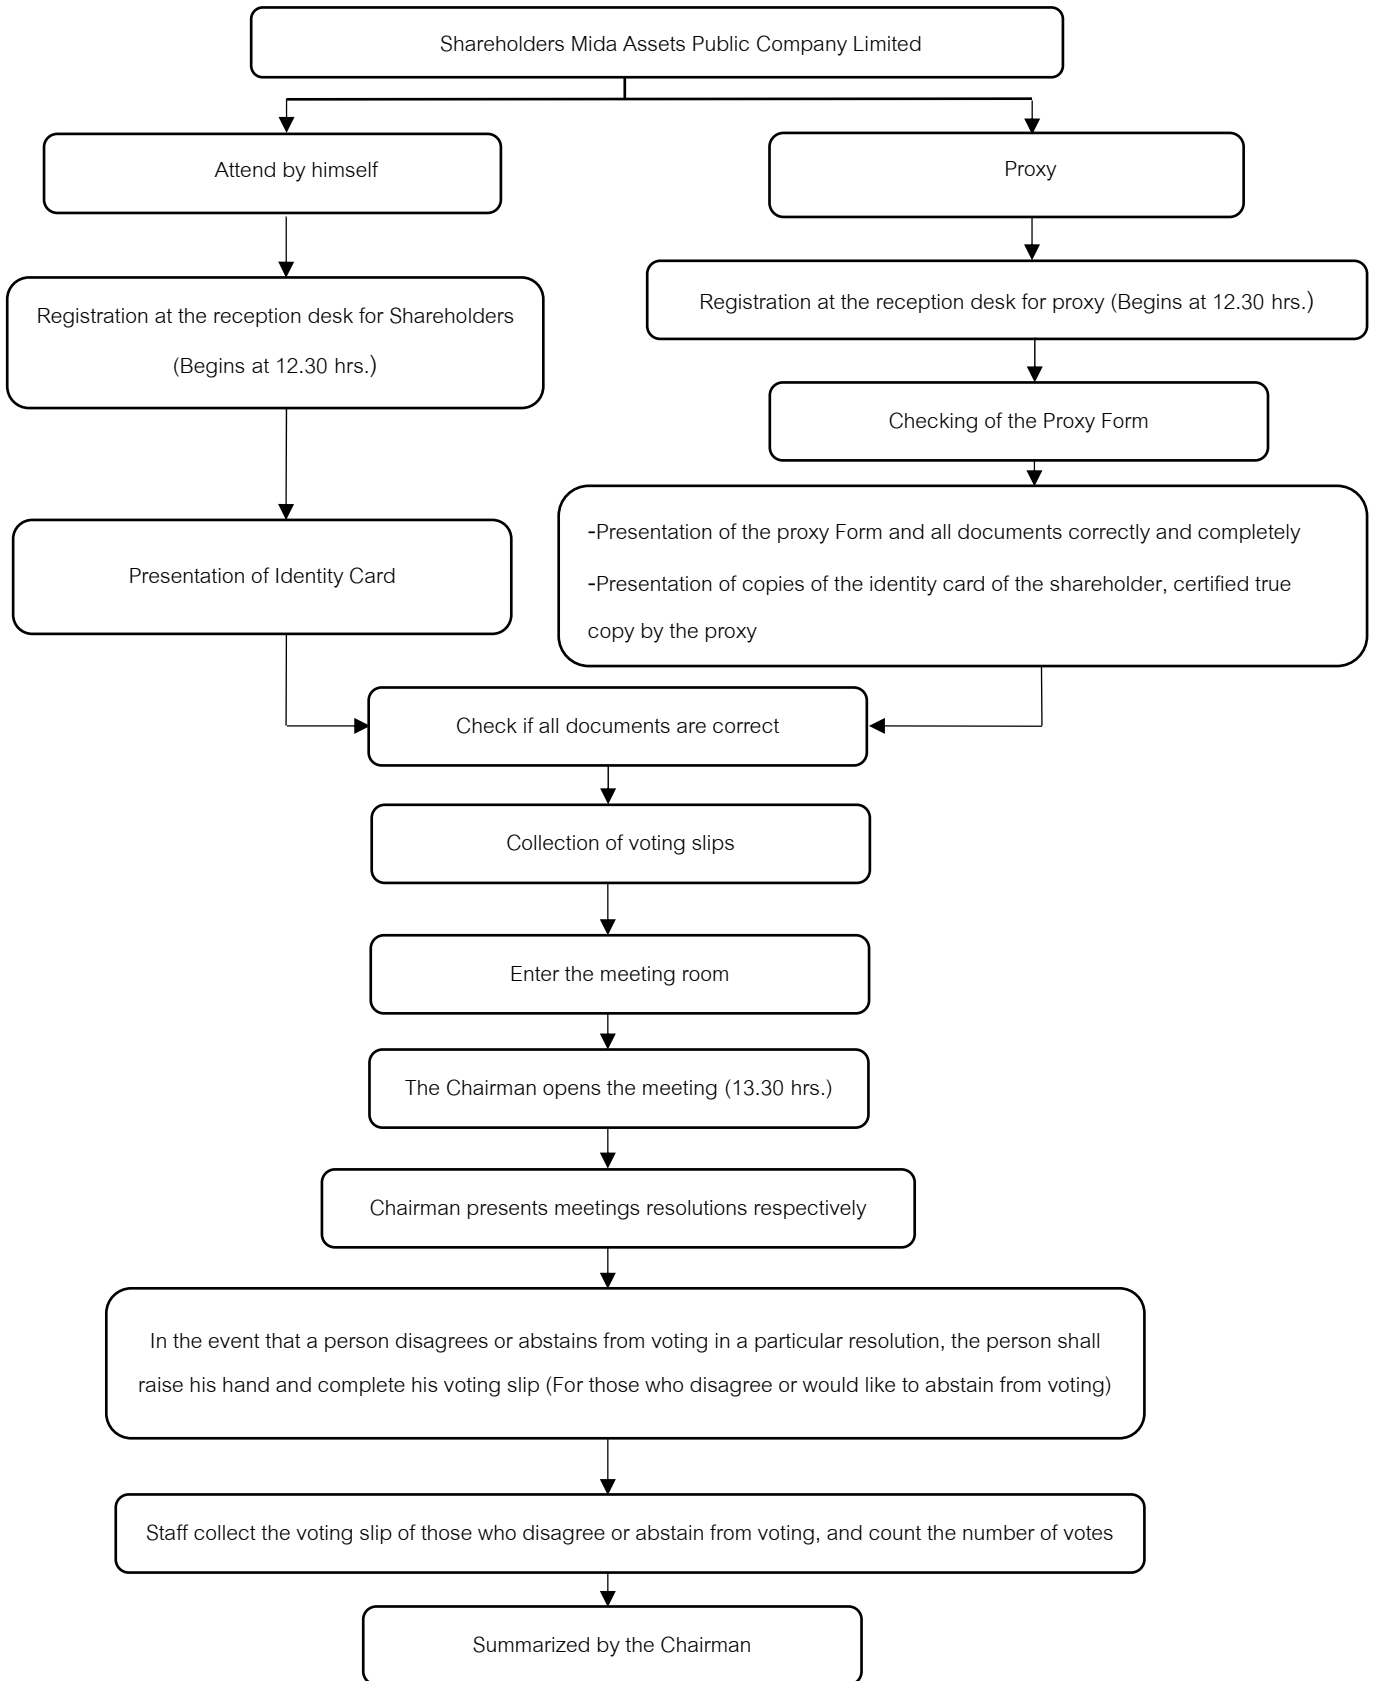 Shareholders Mida Assets Public Company Limited
Attend by himself
Proxy
Registration at the reception desk for Shareholders
(Begins at 12.30 hrs.)
Registration at the reception desk for proxy (Begins at 12.30 hrs.)
Checking of the Proxy Form
Presentation of Identity Card
-Presentation of the proxy Form and all documents correctly and completely
-Presentation of copies of the identity card of the shareholder, certified true
copy by the proxy
Check if all documents are correct
Collection of voting slips
Enter the meeting room
The Chairman opens the meeting (13.30 hrs.)
Chairman presents meetings resolutions respectively
In the event that a person disagrees or abstains from voting in a particular resolution, the person shall
raise his hand and complete his voting slip (For those who disagree or would like to abstain from voting)
Staff collect the voting slip of those who disagree or abstain from voting, and count the number of votes
Summarized by the Chairman